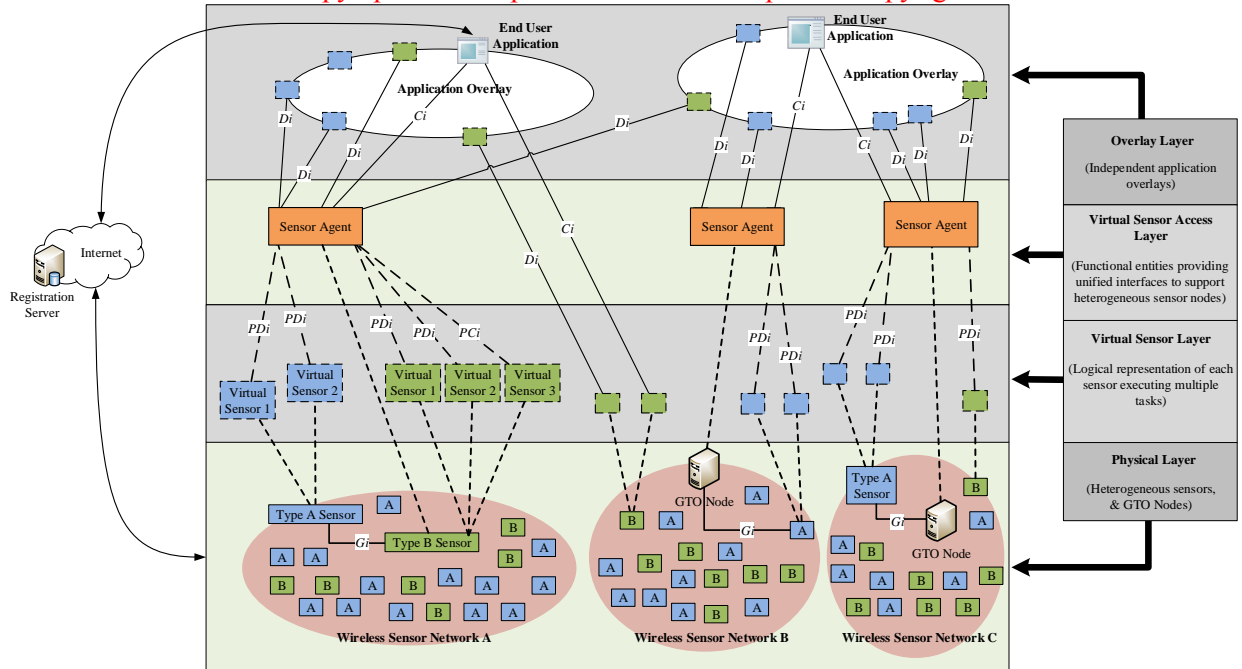 End User
Application
Application Overlay
Ci
Di
Di
Di
Di
End User
Application
Application Overlay
Ci
Di
Di
Di
Ci
Di
Di
Di
Sensor Agent
Sensor Agent
Sensor Agent
Di
Ci
Internet
Registration
Server
PDi
PDi
PDi
PDi
PCi
PDi
PDi
PDi
PDi
PDi
Virtual
Sensor 1
Virtual
Sensor 2
Virtual
Sensor 1
Virtual
Sensor 2
Virtual
Sensor 3
Type A Sensor
Gi
Type B Sensor
A
B
A
B
A
A
A
B
B
A
B
A
A
A
A
A
A
B
A
A
Wireless Sensor Network A
GTO Node
Gi
A
B
A
A
B
A
A
B
B
B
B
A
B
A
A
A
B
Wireless Sensor Network B
Type A
Sensor
Gi
GTO Node
B
A
B
A
A
B
A
B
B
A
B
B
Wireless Sensor Network C
Overlay Layer
(Independent application
overlays)
Virtual Sensor Access
Layer
(Functional entities providing
unified interfaces to support
heterogeneous sensor nodes)
Virtual Sensor Layer
(Logical representation of each
sensor executing multiple
tasks)
Physical Layer
(Heterogeneous sensors,
& GTO Nodes)